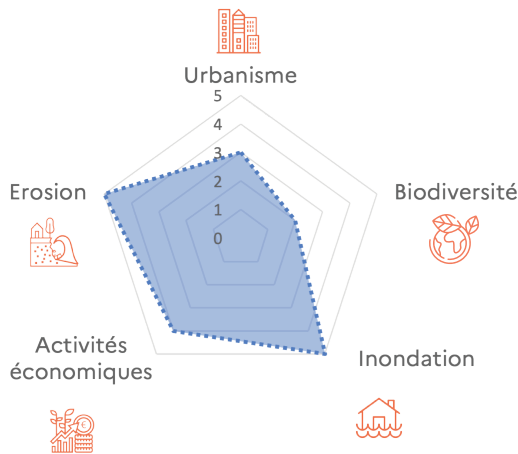 Urbanisme
5
4
3
2
1
0
Erosion
Biodiversité
Activités
économiques
Inondation
€